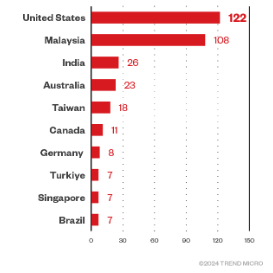 United States 122
Malaysia 108
India 26
Australia 23
Taiwan 18
Canada 11
Germany 8
Turkiye 7
Singapore 7
Brazil 7
0 30 60 90 120 150
©2024 TREND MICRO